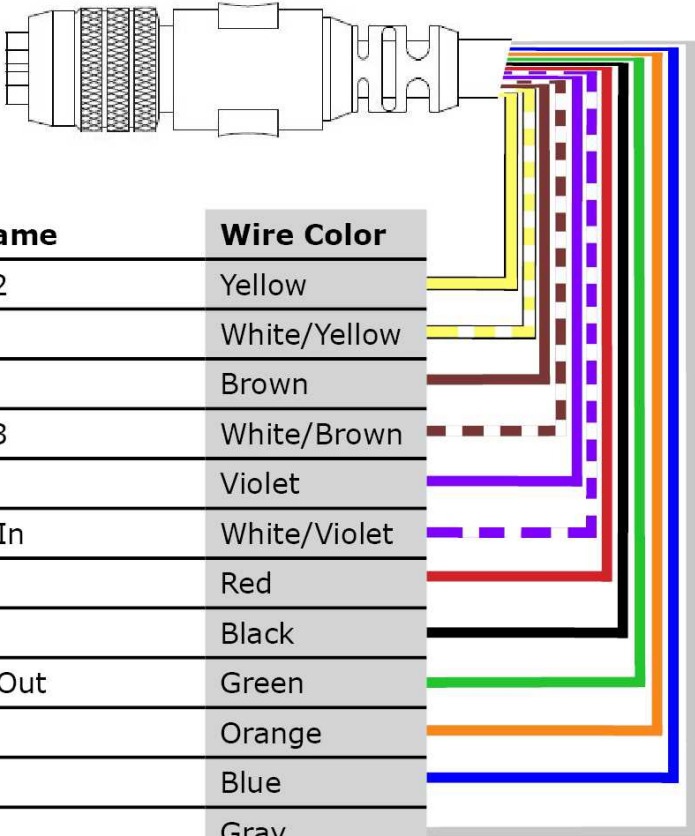 ame Wire Color
2 Yellow
White/Yellow
Brown
3 White/Brown
Violet
In White/Violet
Red
Black
Out Green
Orange
Blue
Gray